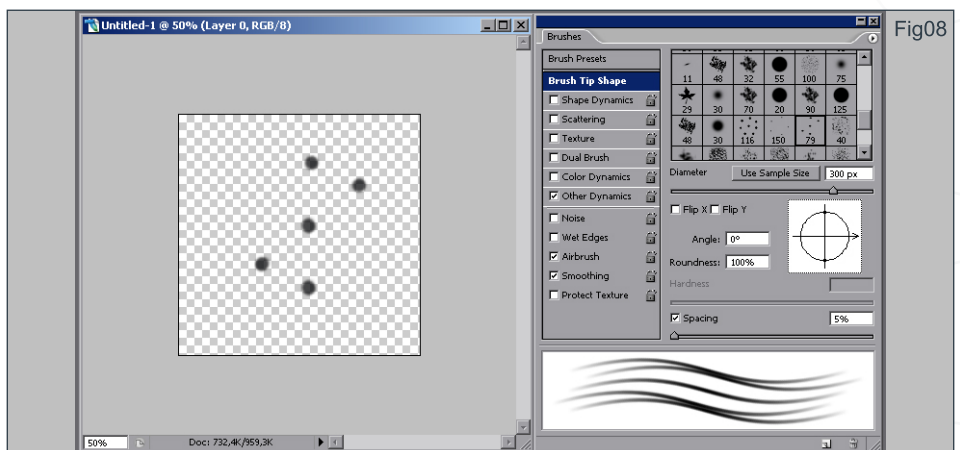 Untitled-1 @ 50% (Layer 0, RGB/8)
50%
Doc: 732,4K/959,3K
Brushes
Brush Presets
Brush Tip Shape
Shape Dynamics
Scattering
Texture
Dual Brush
Color Dynamics
Other Dynamics
Noise
Wet Edges
Airbrush
Smoothing
Protect Texture
11 48 32 55 100 75
29 30 70 20 90 125
48 30 116 150 79 40
Diameter Use Sample Size 300 px
Flip X Flip Y
Angle: 0°
Roundness: 100%
Hardness
Spacing 5%
Fig08